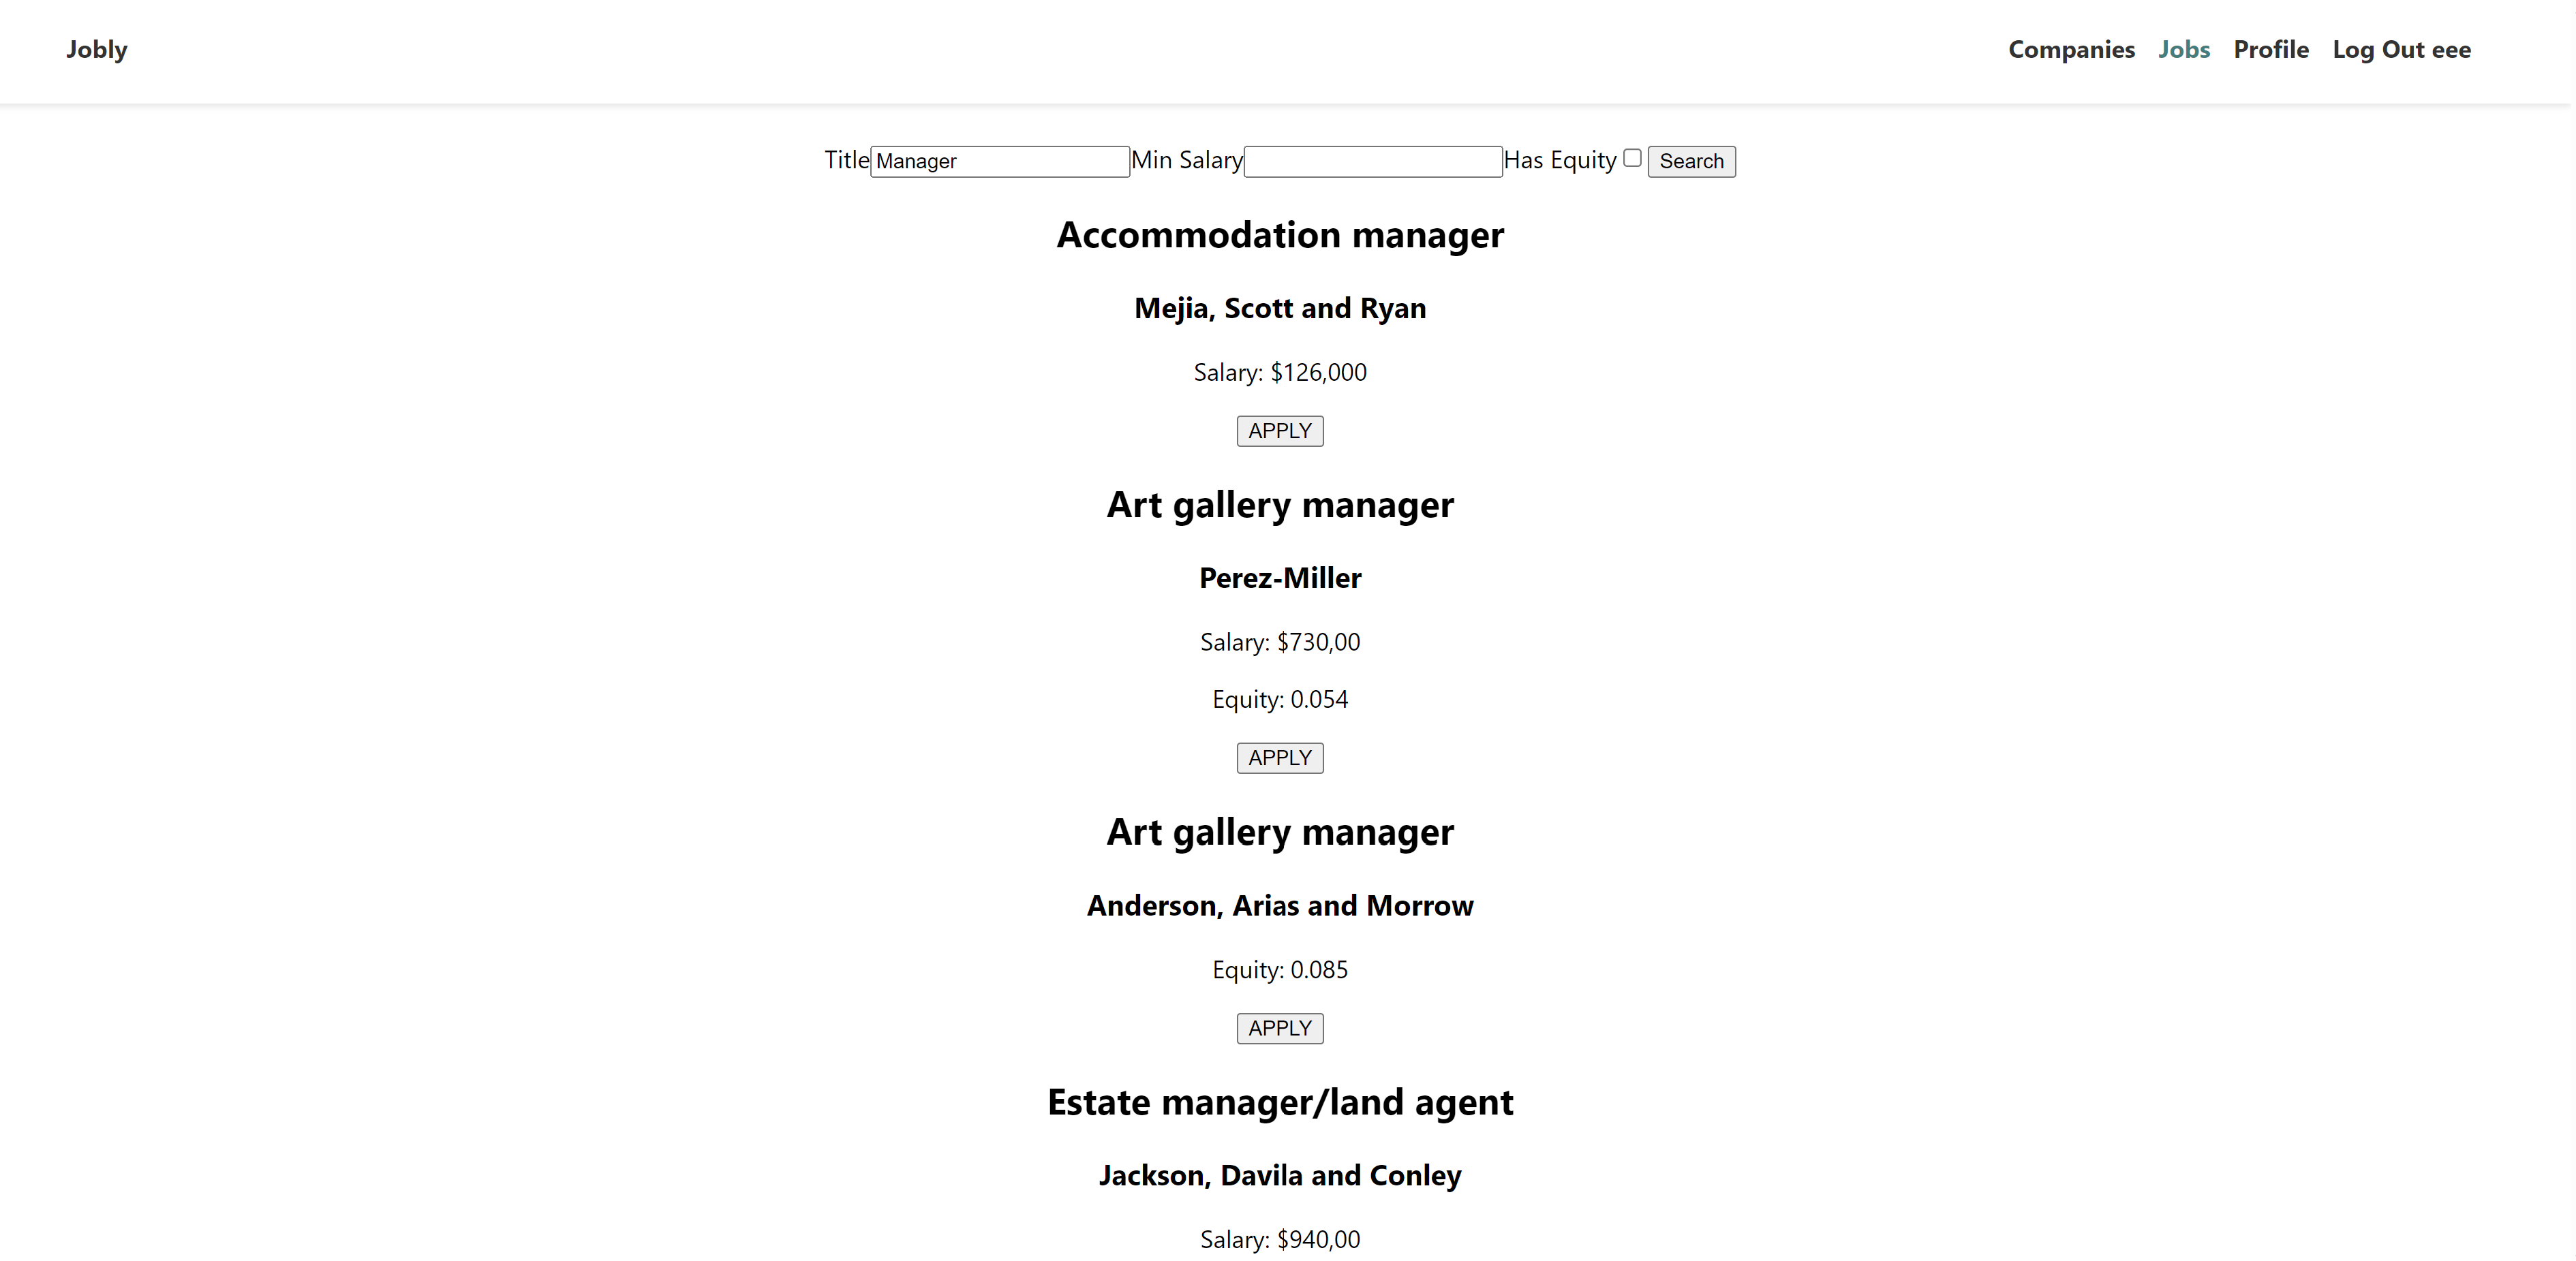 Jobly Companies Jobs Profile Log Out eee
Title Manager Min Salary Has Equity Search
Accommodation manager
Mejia, Scott and Ryan
Salary: $126,000
APPLY
Art gallery manager
Perez-Miller
Salary: $730,00
Equity: 0.054
APPLY
Art gallery manager
Anderson, Arias and Morrow
Equity: 0.085
APPLY
Estate manager/land agent
Jackson, Davila and Conley
Salary: $940,00